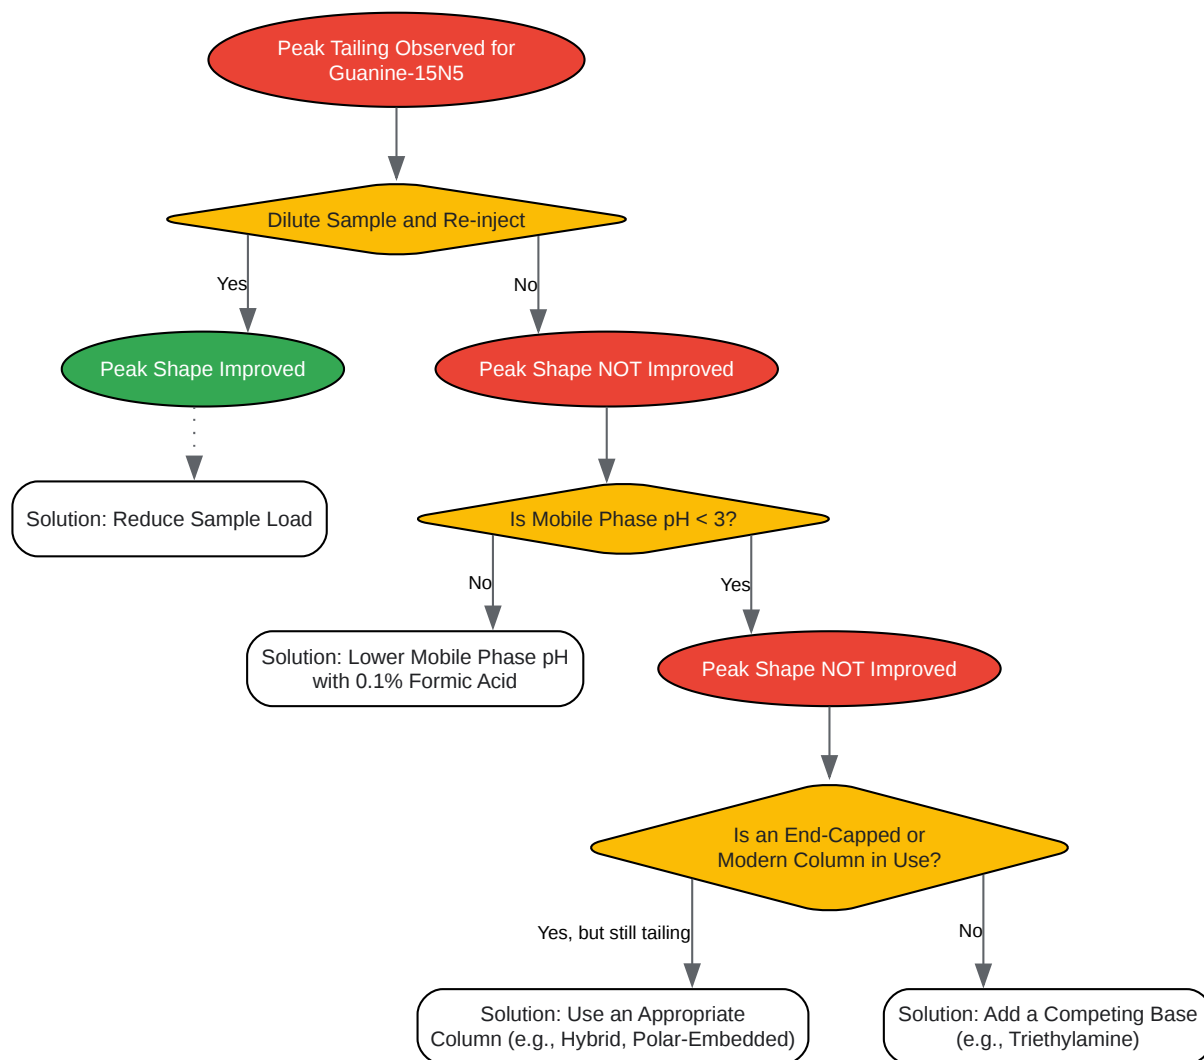 Peak Tailing Observed for
Guanine-15N5
Dilute Sample and Re-inject
Yes
No
Peak Shape Improved
Peak Shape NOT Improved
Solution: Reduce Sample Load
Is Mobile Phase pH < 3?
No
Yes
Solution: Lower Mobile Phase pH
with 0.1% Formic Acid
Peak Shape NOT Improved
Is an End-Capped or
Modern Column in Use?
Yes, but still tailing
No
Solution: Use an Appropriate
Column (e.g., Hybrid, Polar-Embedded)
Solution: Add a Competing Base
(e.g., Triethylamine)